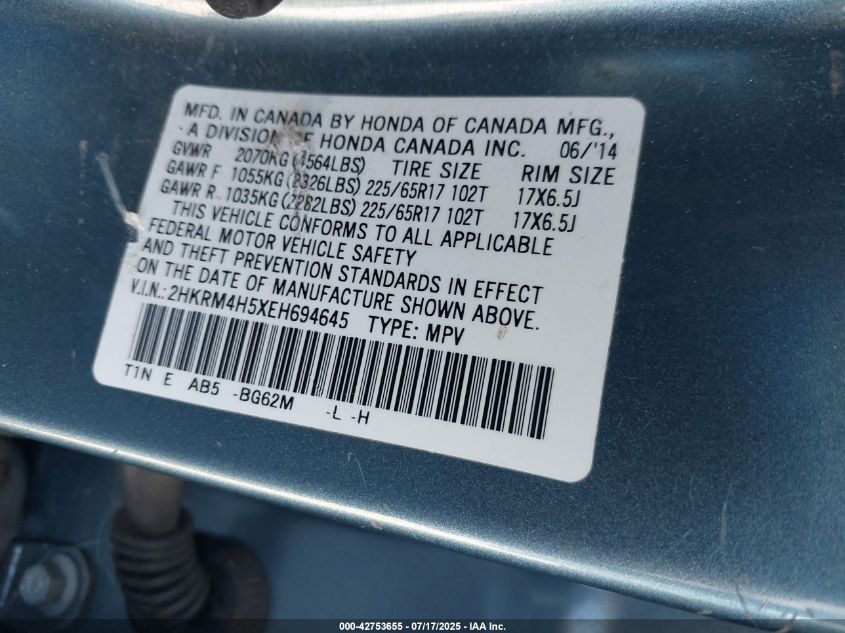 MFD. IN CANADA BY HONDA OF CANADA MFG.,
A DIVISION OF HONDA CANADA INC. 06/'14
GVWR 2070KG (4564LBS) TIRE SIZE RIM SIZE
GAWR F 1055KG (2326LBS) 225/65R17 102T 17X6.5J
GAWR R 1035KG (2282LBS) 225/65R17 102T 17X6.5J
THIS VEHICLE CONFORMS TO ALL APPLICABLE
FEDERAL MOTOR VEHICLE SAFETY
AND THEFT PREVENTION STANDARDS IN EFFECT
ON THE DATE OF MANUFACTURE SHOWN ABOVE.
V.I.N.: 2HKRM4H5XEH694645 TYPE: MPV
T1N E AB5 -BG62M -L -H
000-42753655 - 07/17/2025 - IAA Inc.